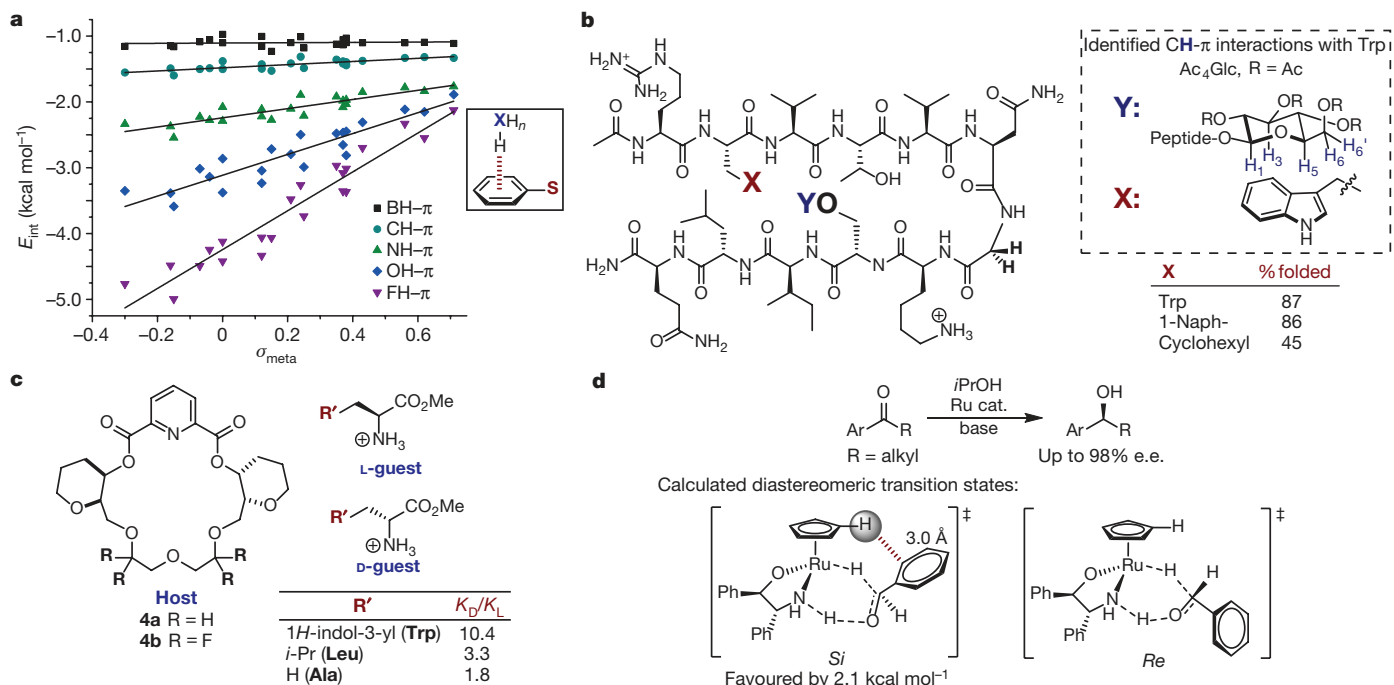 a
E_int (kcal mol⁻¹)
−1.0
−2.0
−3.0
−4.0
−5.0
−0.4
−0.2
0
0.2
0.4
0.6
0.8
σ_meta
BH–π
CH–π
NH–π
OH–π
FH–π
XHₙ
H
S
b
H₂N
+
NH
NH₂
H
N
O
H
N
O
H
N
O
H
N
O
H
N
O
H
N
O
NH₂
O
X
OH
YO
NH
O
H
H
H₂N
O
H
N
O
N
H
O
H
N
O
N
H
O
H
N
O
O
NH₂
⊕
NH₃
Identified CH-π interactions with Trp
Ac₄Glc, R = Ac
Y:
OR
RO
RO
OR
O
Peptide-O
H₁
H₃
H₅
H₆
H₆'
X:
N
H
X % folded
Trp 87
1-Naph- 86
Cyclohexyl 45
c
O
N
O
O
O
O
O
O
O
O
R
R
R
R
Host
4a R = H
4b R = F
R′
CO₂Me
⊕
NH₃
L-guest
R′
CO₂Me
⊕
NH₃
D-guest
R′ K_D/K_L
1H-indol-3-yl (Trp) 10.4
i-Pr (Leu) 3.3
H (Ala) 1.8
d
O
Ar
R
R = alkyl
iPrOH
Ru cat.
base
OH
Ar
R
Up to 98% e.e.
Calculated diastereomeric transition states:
‡
H
3.0 Å
Ru
O
H
N
H
H
H
O
Ph
Ph
Si
Favoured by 2.1 kcal mol⁻¹
‡
H
Ru
O
H
H
N
H
H
O
Ph
Ph
Re